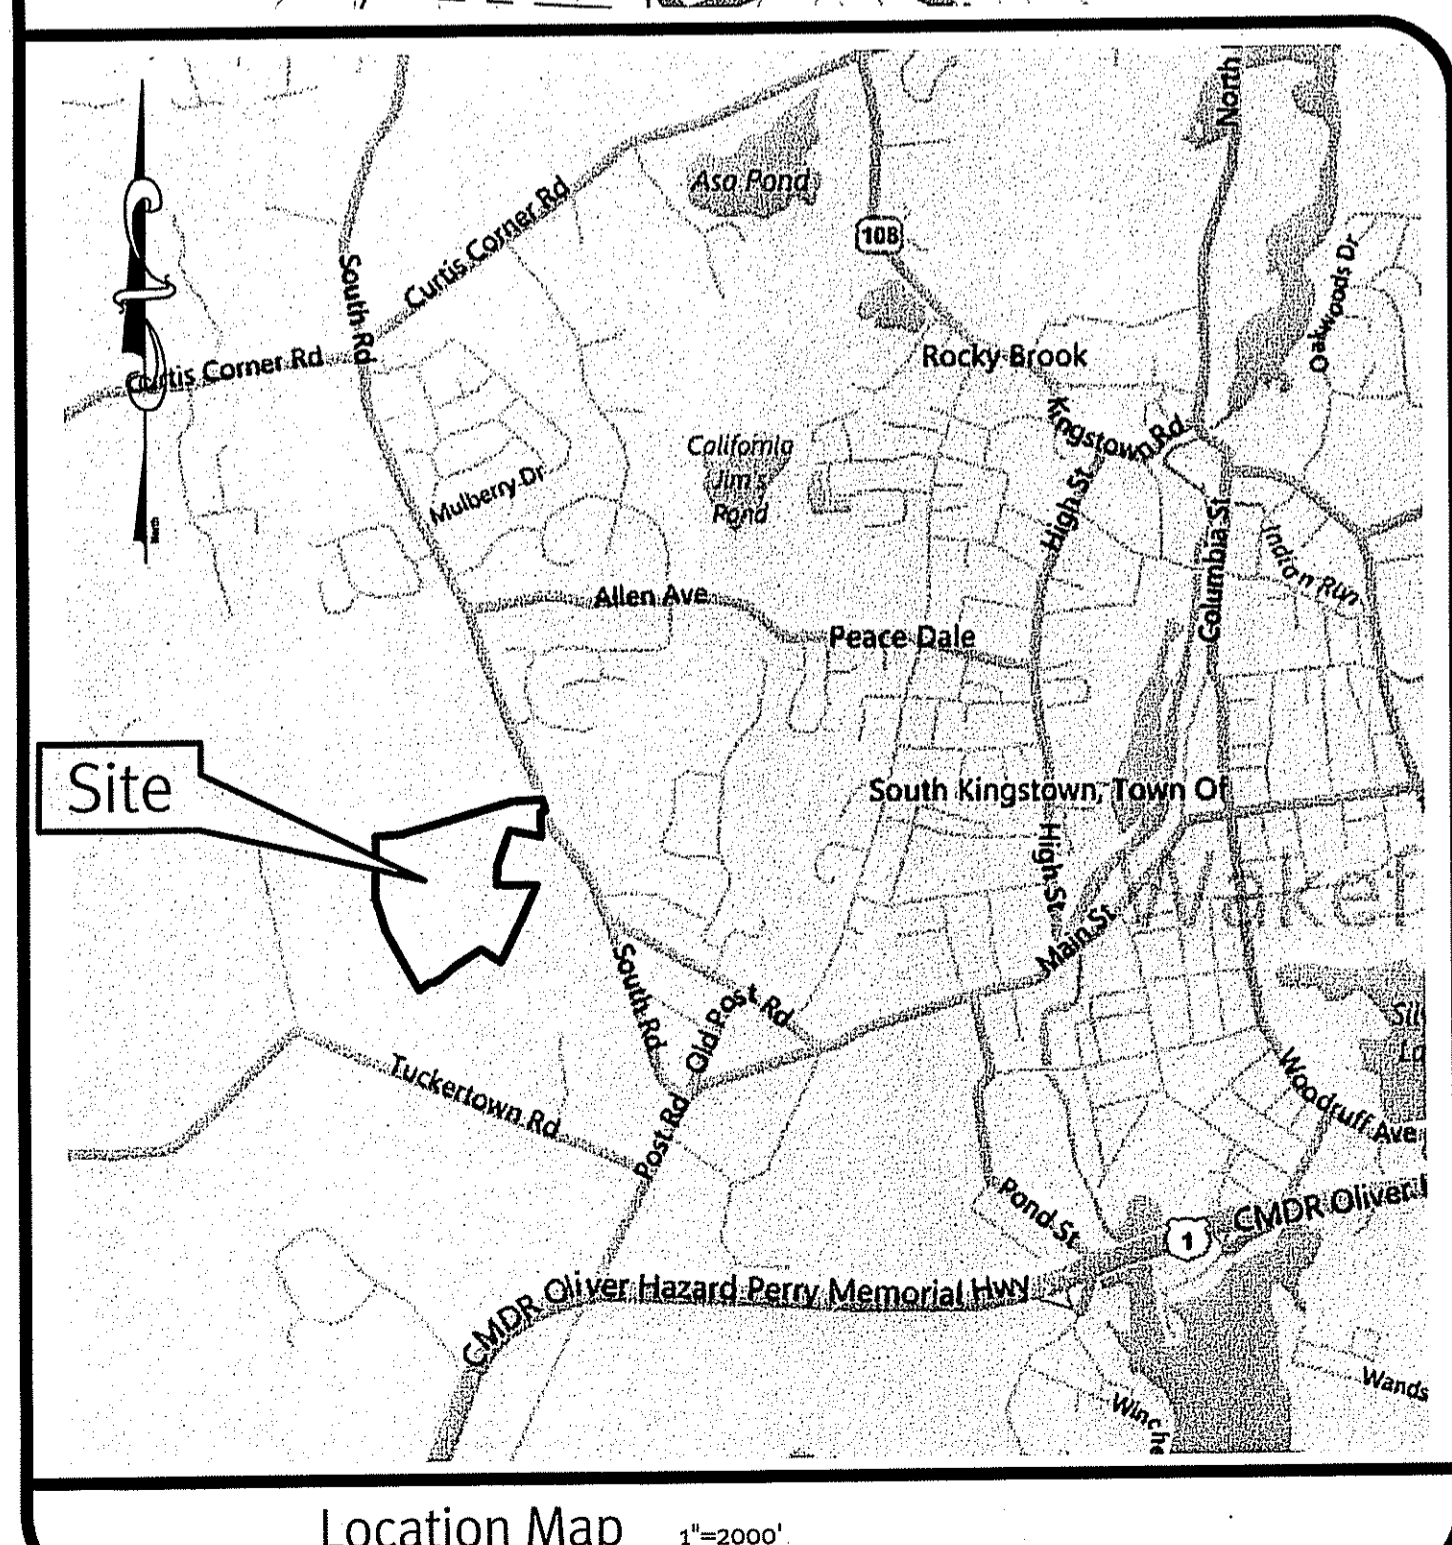 North
Asa Pond
Curtis Corner Rd
108
South Rd
Oakwoods Dr
Rocky Brook
Curtis Corner Rd
Kingstown Rd
California
Jim's
Pond
Mulberry Dr
High St
Columbia St
Indian Run
Allen Ave
Peace Dale
Site
South Kingstown, Town Of
High St
Main St
South Rd
Old Post Rd
Tuckertown Rd
Woodruff Ave
Post Rd
Pond St
CMDR Oliver
1
CMDR Oliver Hazard Perry Memorial Hwy
Wands
Winche
Location Map 1"=2000'